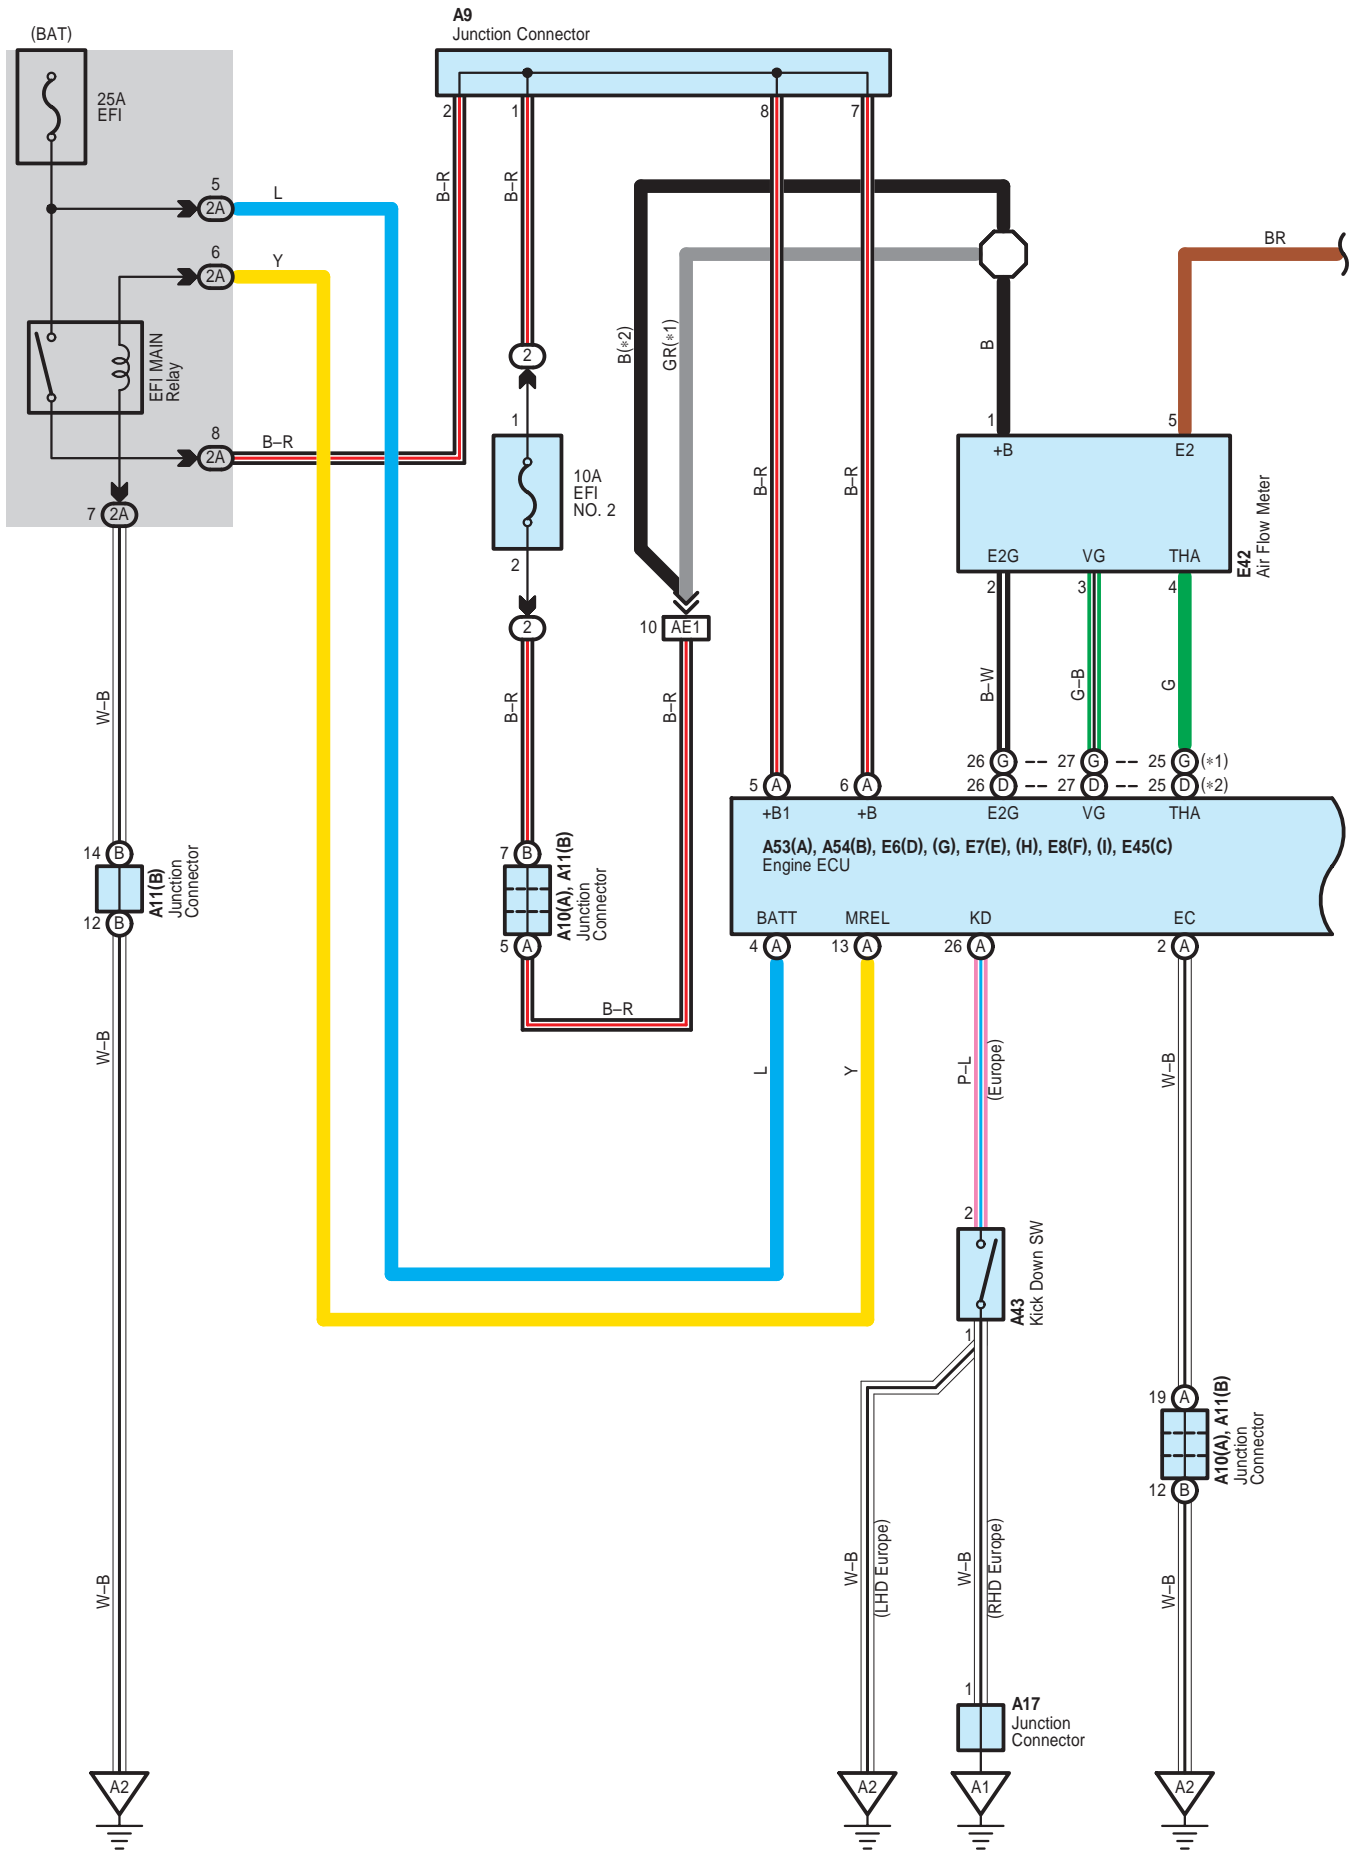 A9
Junction Connector
(BAT)
25A
EFI
2
1
8
7
5
2A
L
B–R
B–R
6
2A
Y
BR
B(∗2)
GR(∗1)
B
EFI MAIN
Relay
8
2A
B–R
1
1
+B
5
E2
7
2A
2
10A
EFI
NO. 2
B–R
B–R
2
2
E2G
VG
THA
E42
Air Flow Meter
2
3
4
10
AE1
W–B
B–R
B–R
B–W
G–B
G
26
G
27
G
25
G
(∗1)
5
A
6
A
26
D
27
D
25
D
(∗2)
+B1
+B
E2G
VG
THA
A53(A), A54(B), E6(D), (G), E7(E), (H), E8(F), (I), E45(C)
Engine ECU
14
B
A11(B)
Junction
Connector
12
B
7
B
A10(A), A11(B)
Junction
Connector
5
A
BATT
MREL
KD
EC
4
A
13
A
26
A
2
A
B–R
W–B
L
Y
P–L
(Europe)
W–B
2
A43
Kick Down SW
1
19
A
A10(A), A11(B)
Junction
Connector
12
B
W–B
W–B
(LHD Europe)
W–B
(RHD Europe)
W–B
1
A17
Junction
Connector
A2
A2
A1
A2